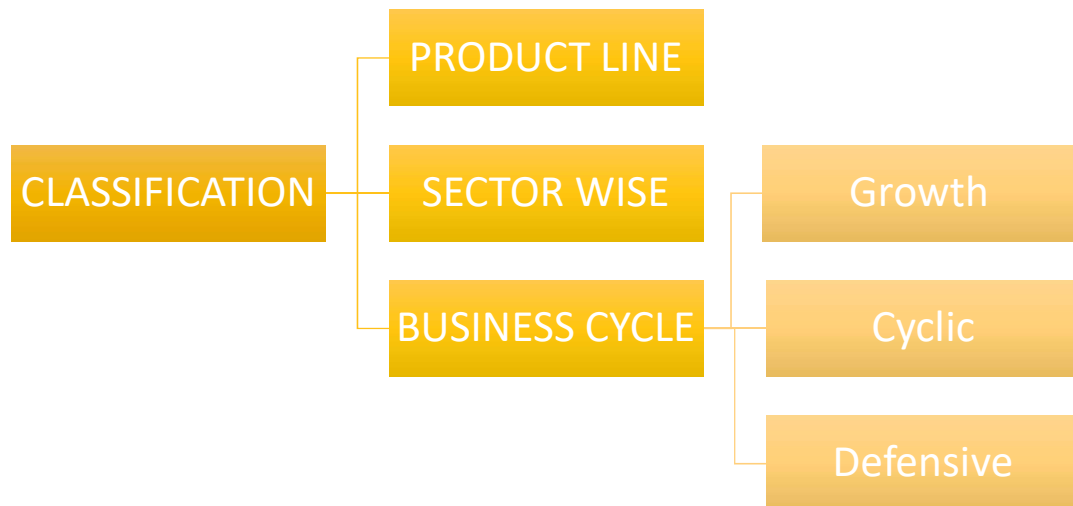 CLASSIFICATION
PRODUCT LINE
SECTOR WISE
BUSINESS CYCLE
Growth
Cyclic
Defensive